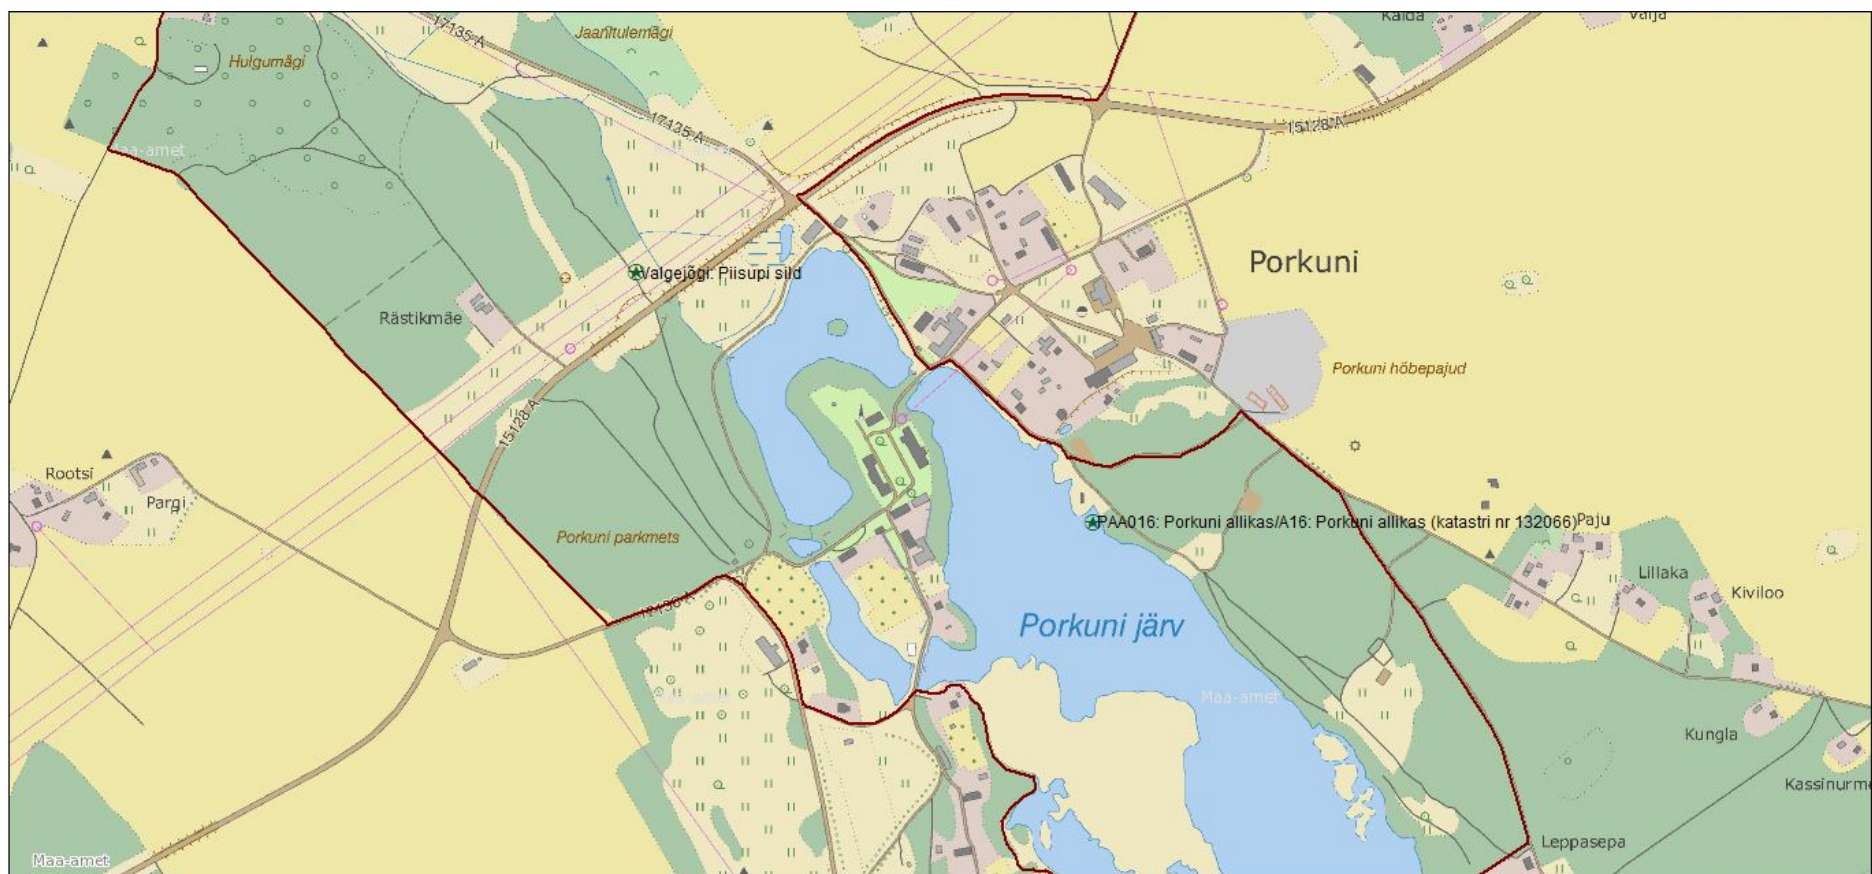 17135 A
Jaanitulemägi
Kalda
Välja
Hulgumägi
17135 A
15128 A
Maa-amet
Porkuni
Valgejõgi: Piisupi sild
Rästikmäe
Porkuni hõbepajud
15128 A
Rootsi
Pargi
PAA016: Porkuni allikas/A16: Porkuni allikas (katastri nr 132066)
Paju
Porkuni parkmets
Lillaka
Kiviloo
Porkuni järv
Maa-amet
Kungla
Kassinurme
Leppasepa
Maa-amet